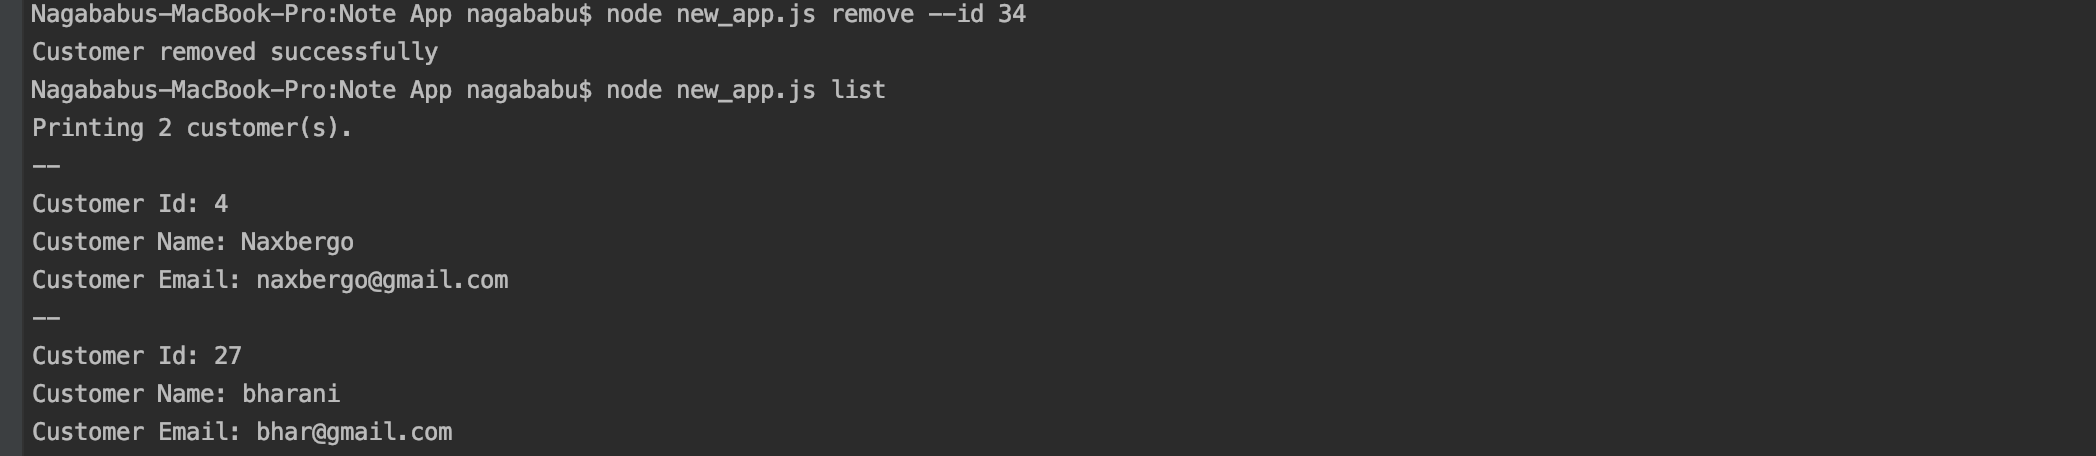 Nagababus-MacBook-Pro:Note App nagababu$ node new_app.js remove --id 34
Customer removed successfully
Nagababus-MacBook-Pro:Note App nagababu$ node new_app.js list
Printing 2 customer(s).
--
Customer Id: 4
Customer Name: Naxbergo
Customer Email: naxbergo@gmail.com
--
Customer Id: 27
Customer Name: bharani
Customer Email: bhar@gmail.com